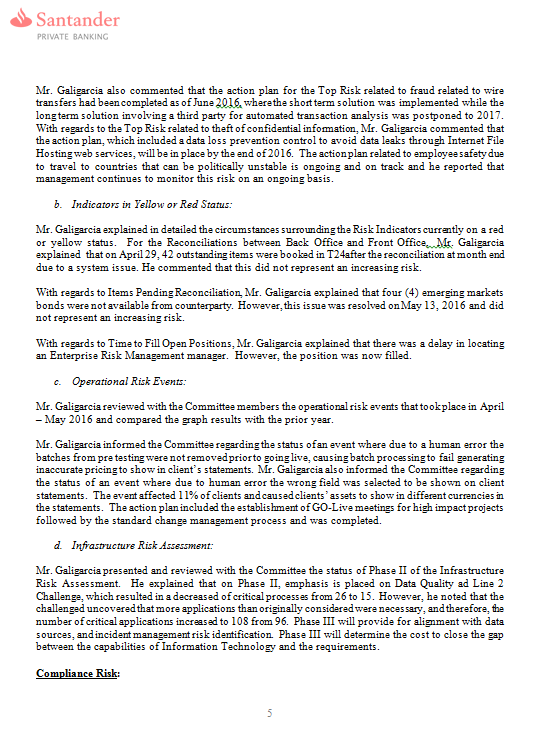 Santander
PRIVATE BANKING
Mr. Galigarcia also commented that the action plan for the Top Risk related to fraud related to wire
transfers had been completed as of June 2016, where the short term solution was implemented while the
long term solution involving a third party for automated transaction analysis was postponed to 2017.
With regards to the Top Risk related to theft of confidential information, Mr. Galigarcia commented that
the action plan, which included a data loss prevention control to avoid data leaks through Internet File
Hosting web services, will be in place by the end of 2016. The action plan related to employee safety due
to travel to countries that can be politically unstable is ongoing and on track and he reported that
management continues to monitor this risk on an ongoing basis.
b. Indicators in Yellow or Red Status:
Mr. Galigarcia explained in detailed the circumstances surrounding the Risk Indicators currently on a red
or yellow status. For the Reconciliations between Back Office and Front Office, Mr. Galigarcia
explained that on April 29, 42 outstanding items were booked in T24after the reconciliation at month end
due to a system issue. He commented that this did not represent an increasing risk.
With regards to Items Pending Reconciliation, Mr. Galigarcia explained that four (4) emerging markets
bonds were not available from counterparty. However, this issue was resolved on May 13, 2016 and did
not represent an increasing risk.
With regards to Time to Fill Open Positions, Mr. Galigarcia explained that there was a delay in locating
an Enterprise Risk Management manager. However, the position was now filled.
c. Operational Risk Events:
Mr. Galigarcia reviewed with the Committee members the operational risk events that took place in April
– May 2016 and compared the graph results with the prior year.
Mr. Galigarcia informed the Committee regarding the status of an event where due to a human error the
batches from pre testing were not removed prior to going live, causing batch processing to fail generating
inaccurate pricing to show in client's statements. Mr. Galigarcia also informed the Committee regarding
the status of an event where due to human error the wrong field was selected to be shown on client
statements. The event affected 11% of clients and caused clients' assets to show in different currencies in
the statements. The action plan included the establishment of GO-Live meetings for high impact projects
followed by the standard change management process and was completed.
d. Infrastructure Risk Assessment:
Mr. Galigarcia presented and reviewed with the Committee the status of Phase II of the Infrastructure
Risk Assessment. He explained that on Phase II, emphasis is placed on Data Quality ad Line 2
Challenge, which resulted in a decreased of critical processes from 26 to 15. However, he noted that the
challenged uncovered that more applications than originally considered were necessary, and therefore, the
number of critical applications increased to 108 from 96. Phase III will provide for alignment with data
sources, and incident management risk identification. Phase III will determine the cost to close the gap
between the capabilities of Information Technology and the requirements.
Compliance Risk:
5